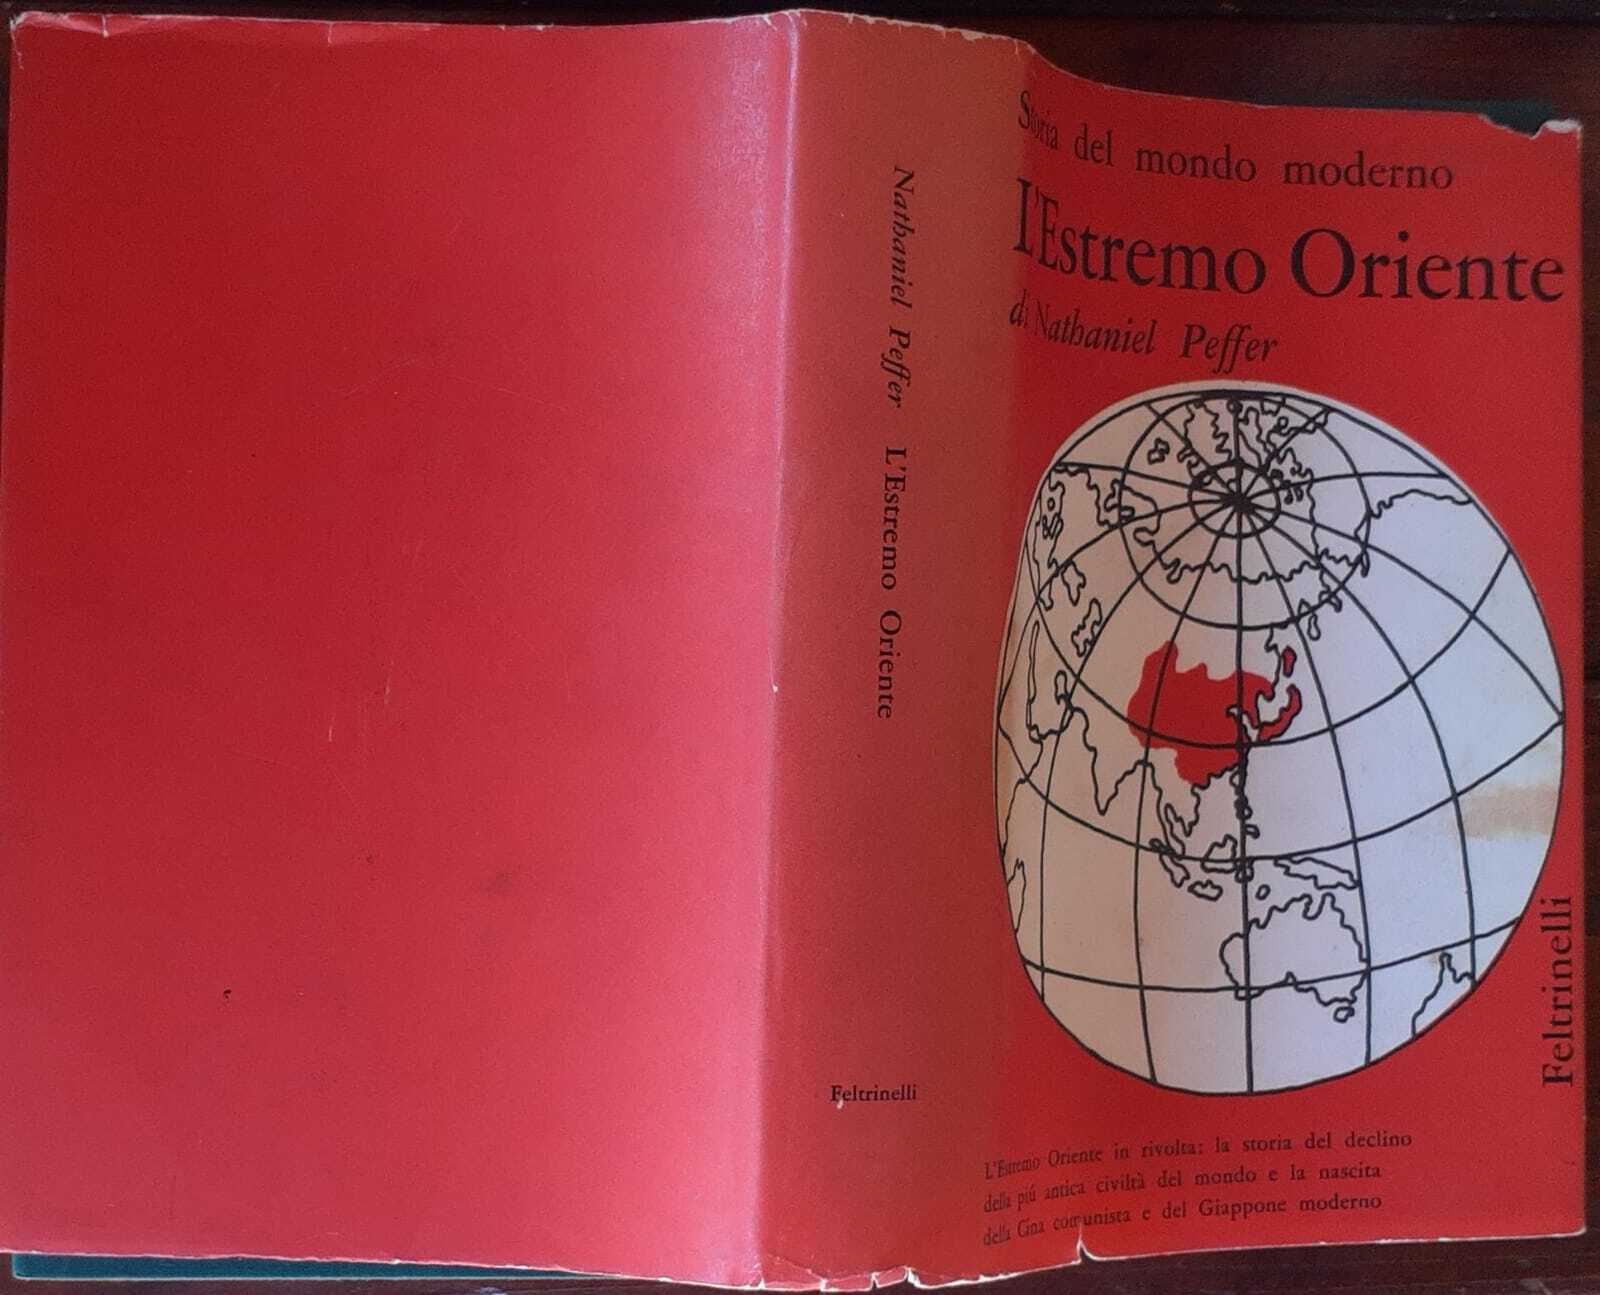 Nathaniel Peffer L'Estremo Oriente
Feltrinelli
Storia del mondo moderno
L'Estremo Oriente
di Nathaniel Peffer
Feltrinelli
L'Estremo Oriente in rivolta: la storia del declino
della piú antica civiltà del mondo e la nascita
della Cina comunista e del Giappone moderno